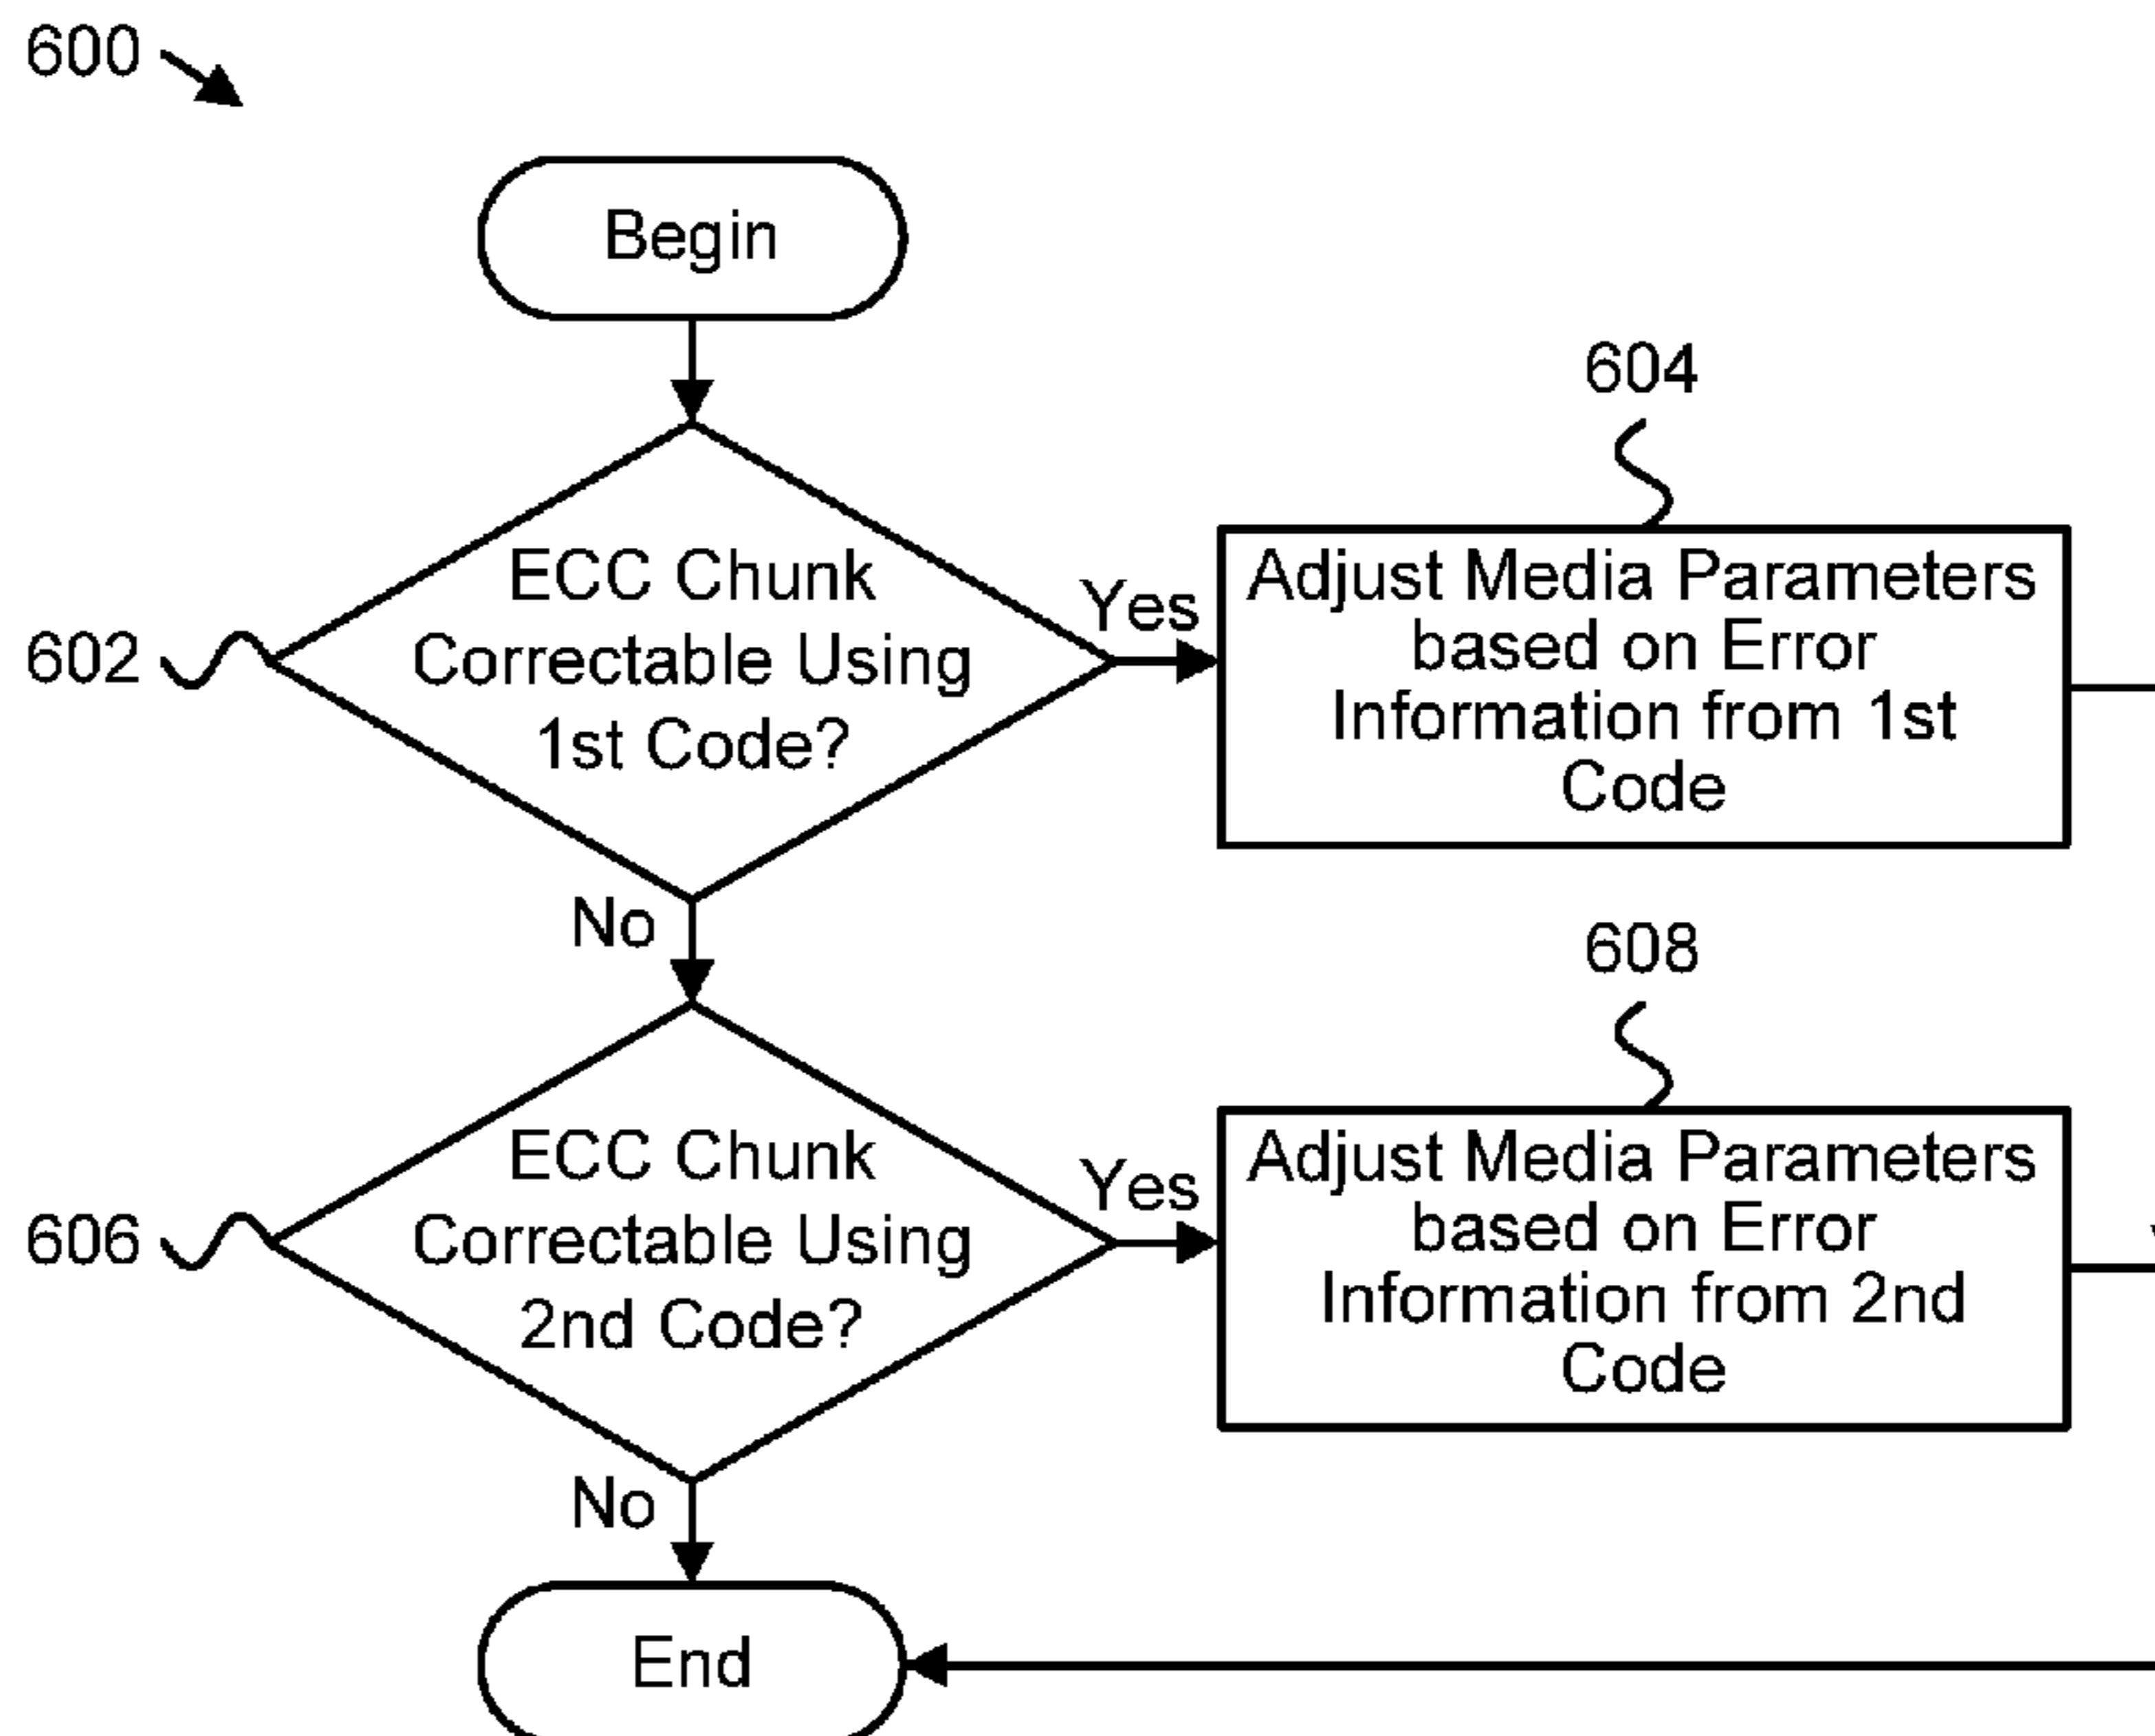 600
Begin
604
ECC Chunk
Correctable Using
1st Code?
602
Yes
Adjust Media Parameters
based on Error
Information from 1st
Code
No
608
ECC Chunk
Correctable Using
2nd Code?
606
Yes
Adjust Media Parameters
based on Error
Information from 2nd
Code
No
End